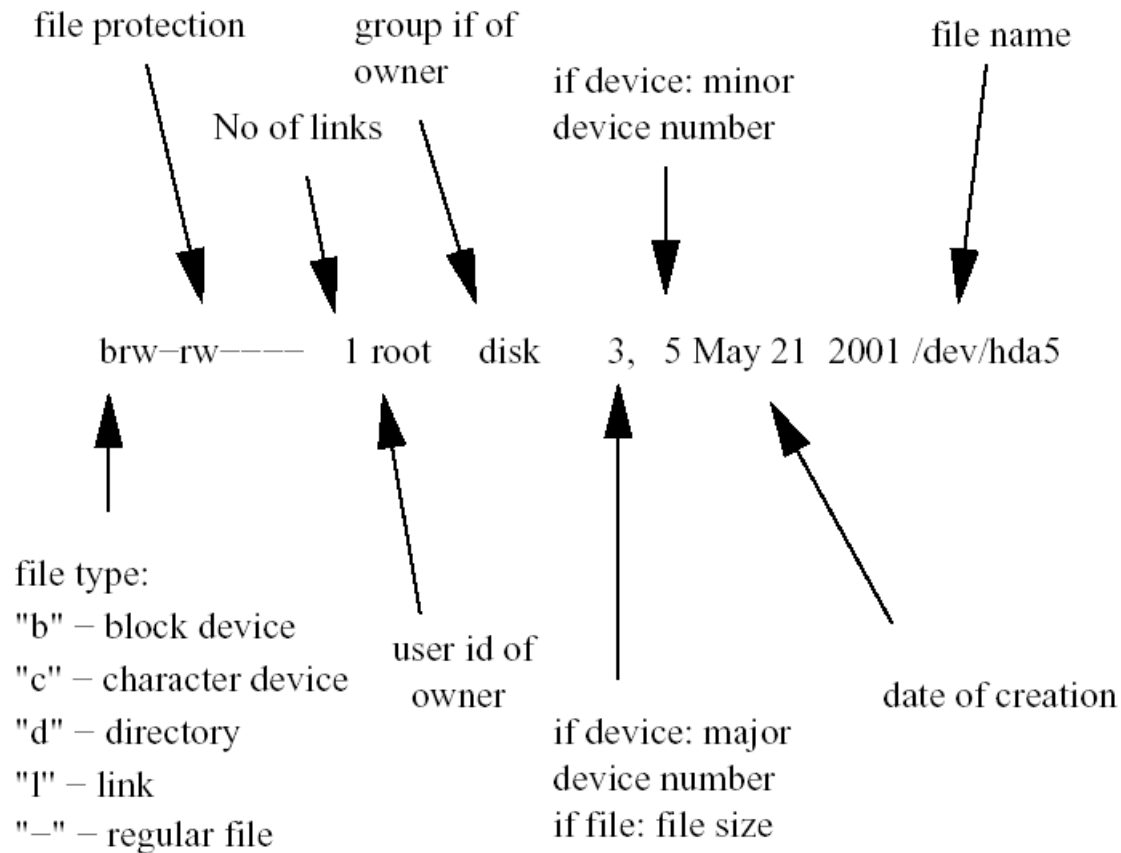 file protection
group if of
owner
file name
if device: minor
device number
No of links
brw-rw---- 1 root disk 3, 5 May 21 2001 /dev/hda5
file type:
"b" – block device
"c" – character device
"d" – directory
"l" – link
"–" – regular file
user id of
owner
if device: major
device number
if file: file size
date of creation